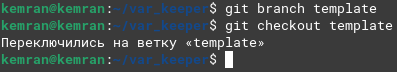 kemran@kemran:~/var_keeper$ git branch template
kemran@kemran:~/var_keeper$ git checkout template
Переключились на ветку «template»
kemran@kemran:~/var_keeper$